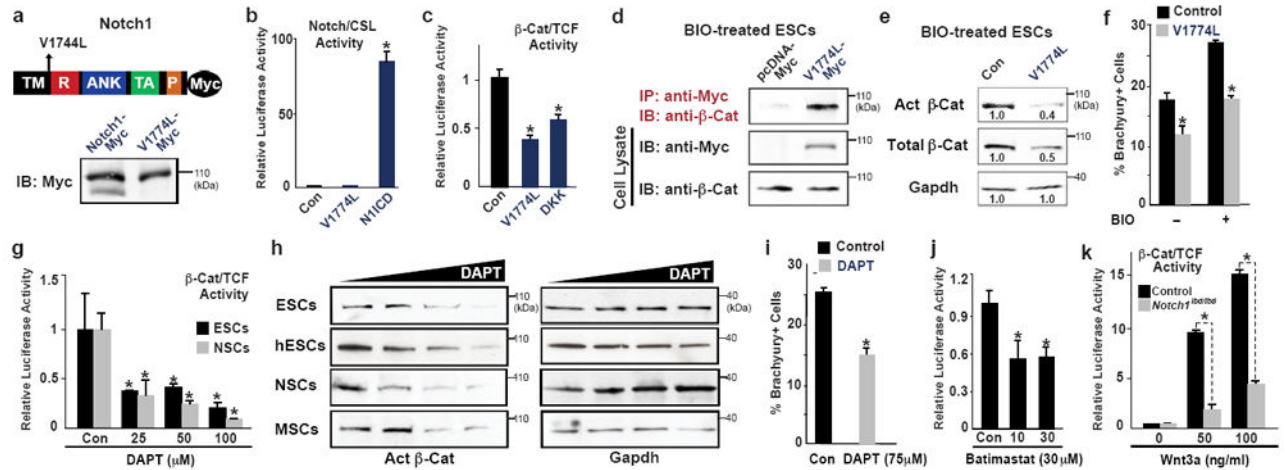 a
Notch1
V1744L
TM R ANK TA P Myc
Notch1-
Myc
V1774L-
Myc
IB: Myc
110
(kDa)
b
Notch/CSL
Activity
Relative Luciferase Activity
100
50
0
*
Con
V1774L
N1ICD
c
β-Cat/TCF
Activity
Relative Luciferase Activity
1
0.5
0
* *
Con
V1774L
DKK
d
BIO-treated ESCs
pcDNA-
Myc
V1774L-
Myc
IP: anti-Myc
IB: anti-β-Cat
110
(kDa)
Cell Lysate
IB: anti-Myc
110
IB: anti-β-Cat
e
BIO-treated ESCs
Con
V1774L
Act β-Cat
1.0 0.4
110
(kDa)
Total β-Cat
1.0 0.5
110
Gapdh
1.0 1.0
40
f
Control
V1774L
% Brachyury+ Cells
30
20
10
0
* *
BIO – +
g
β-Cat/TCF
Activity
ESCs
NSCs
Relative Luciferase Activity
1.5
1
0.5
0
* * * * * *
Con 25 50 100
DAPT (μM)
h
DAPT DAPT
ESCs
110
(kDa)
40
(kDa)
hESCs
110
40
NSCs
110
40
MSCs
110
40
Act β-Cat Gapdh
i
Control
DAPT
% Brachyury+ Cells
30
25
20
15
10
5
0
*
Con DAPT (75μM)
j
Relative Luciferase Activity
1.2
0.9
0.6
0.3
0
* *
Con 10 30
Batimastat (30μM)
k
β-Cat/TCF
Activity
Control
Notch1lbd/lbd
Relative Luciferase Activity
15
10
5
0
* *
0 50 100
Wnt3a (ng/ml)